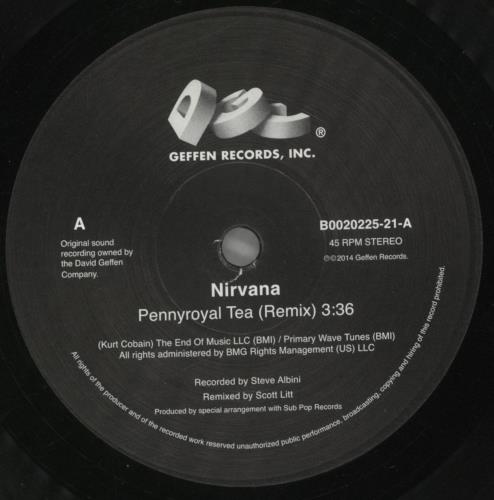 ®
GEFFEN RECORDS, INC.
A
Original sound
recording owned by
the David Geffen
Company.
B0020225-21-A
45 RPM STEREO
℗©2014 Geffen Records.
Nirvana
Pennyroyal Tea (Remix) 3:36
(Kurt Cobain) The End Of Music LLC (BMI) / Primary Wave Tunes (BMI)
All rights administered by BMG Rights Management (US) LLC
Recorded by Steve Albini
Remixed by Scott Litt
Produced by special arrangement with Sub Pop Records
All rights of the producer and of the recorded work reserved unauthorized public performance, broadcasting, copying and hiring of the record prohibited.